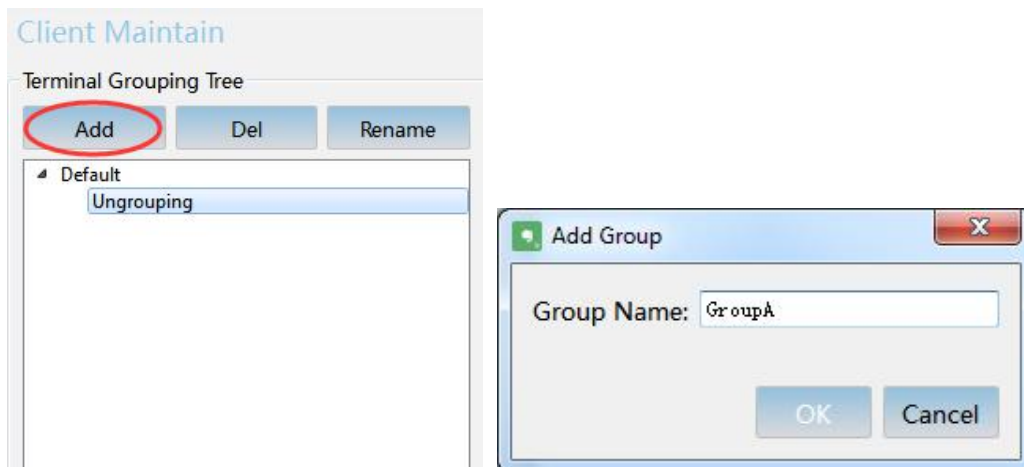 Client Maintain
Terminal Grouping Tree
Add Del Rename
Default
Ungrouping
Add Group
Group Name: GroupA
OK Cancel